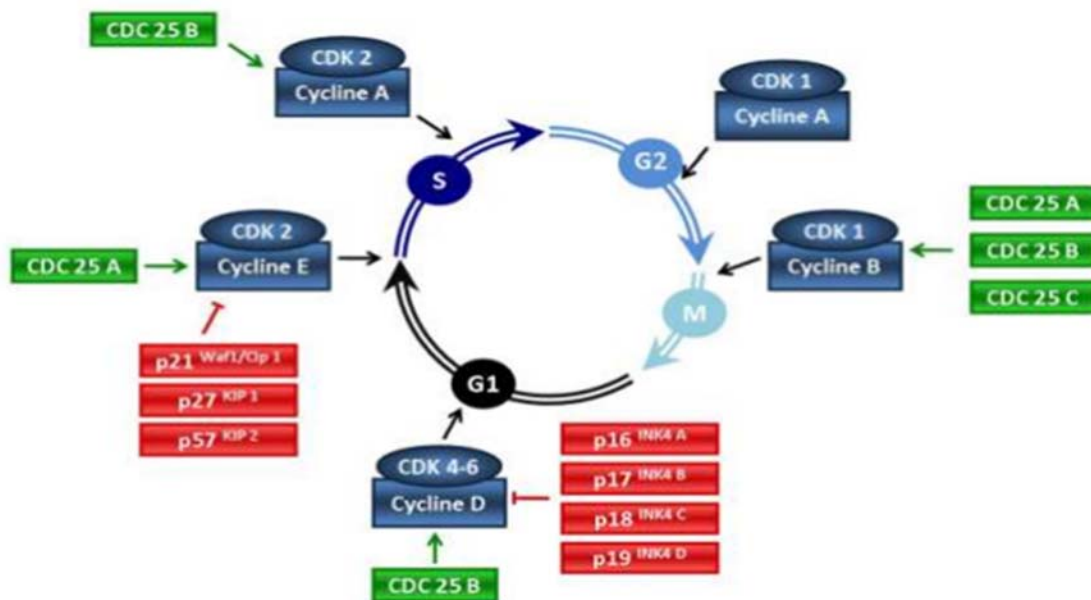 CDC 25 B
CDK 2
Cycline A
CDK 1
Cycline A
S
G2
CDK 2
Cycline E
CDC 25 A
CDK 1
Cycline B
CDC 25 A
CDC 25 B
CDC 25 C
M
p21 Waf1/Cip 1
p27 KIP 1
p57 KIP 2
G1
CDK 4-6
Cycline D
p16 INK4 A
p17 INK4 B
p18 INK4 C
p19 INK4 D
CDC 25 B